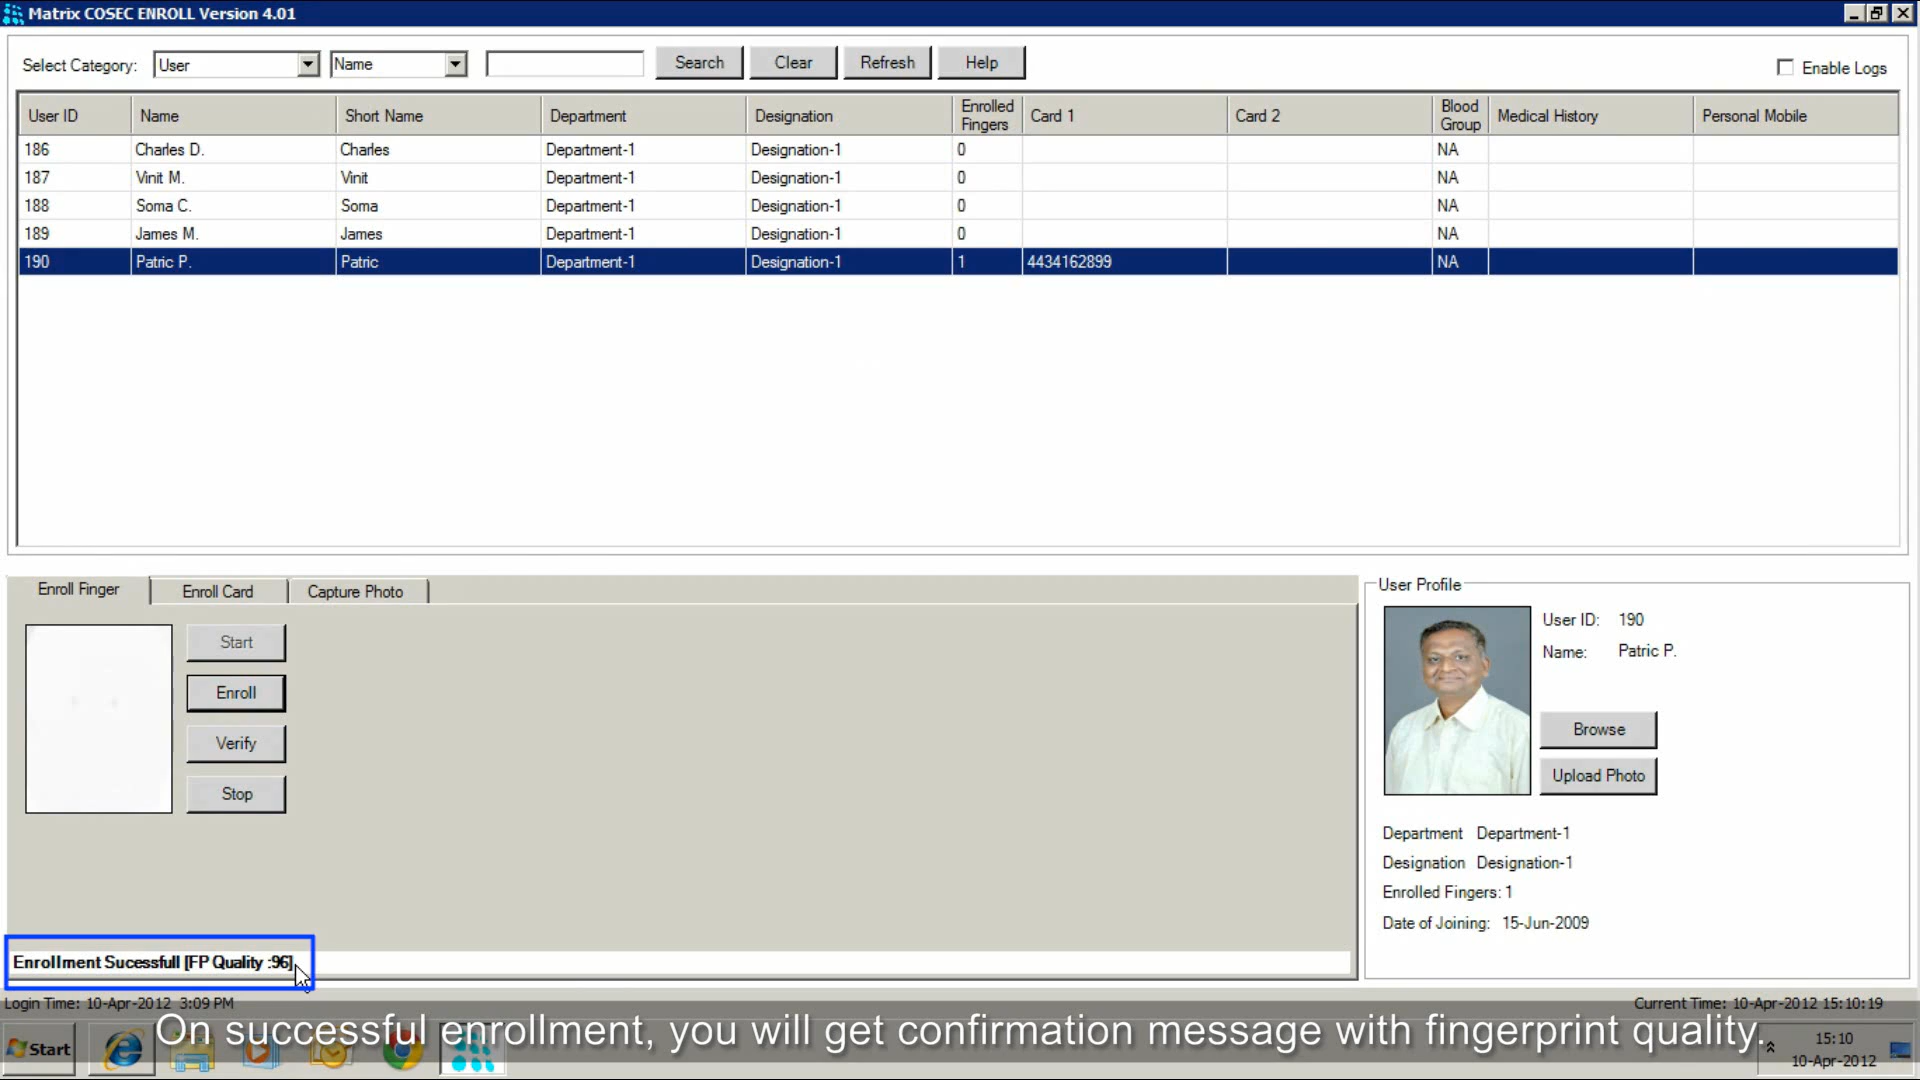 Matrix COSEC ENROLL Version 4.01
Select Category: User Name Search Clear Refresh Help Enable Logs
User ID Name Short Name Department Designation Enrolled Fingers Card 1 Card 2 Blood Group Medical History Personal Mobile
186 Charles D. Charles Department-1 Designation-1 0 NA
187 Vinit M. Vinit Department-1 Designation-1 0 NA
188 Soma C. Soma Department-1 Designation-1 0 NA
189 James M. James Department-1 Designation-1 0 NA
190 Patric P. Patric Department-1 Designation-1 1 4434162899 NA
Enroll Finger Enroll Card Capture Photo
Start
Enroll
Verify
Stop
User Profile
User ID: 190
Name: Patric P.
Browse
Upload Photo
Department Department-1
Designation Designation-1
Enrolled Fingers: 1
Date of Joining: 15-Jun-2009
Enrollment Sucessfull [FP Quality :96]
Login Time: 10-Apr-2012 3:09 PM Current Time: 10-Apr-2012 15:10:19
On successful enrollment, you will get confirmation message with fingerprint quality.
Start
15:10
10-Apr-2012